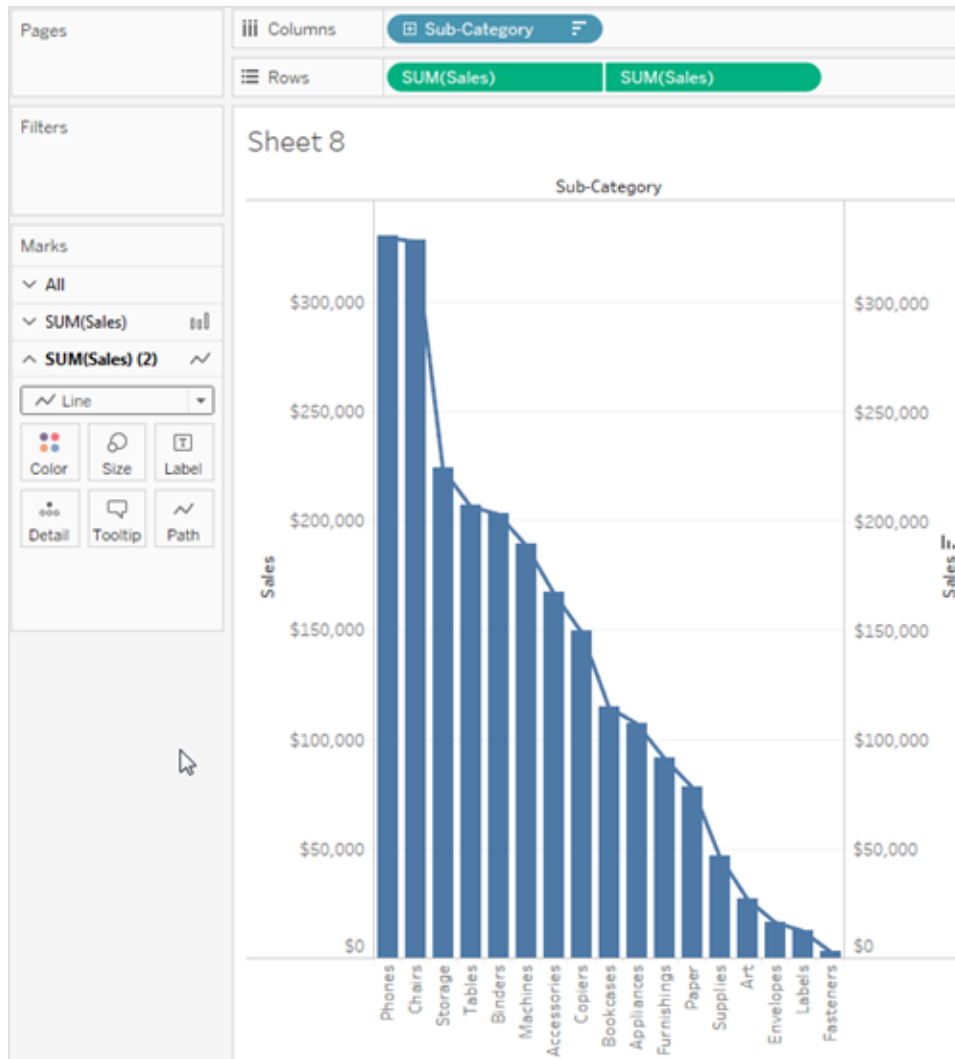 Pages
Columns
Sub-Category
Rows
SUM(Sales)
SUM(Sales)
Filters
Marks
All
SUM(Sales)
SUM(Sales) (2)
Line
Color
Size
Label
Detail
Tooltip
Path
Sheet 8
Sub-Category
Sales
$300,000
$250,000
$200,000
$150,000
$100,000
$50,000
$0
$300,000
$250,000
$200,000
$150,000
$100,000
$50,000
$0
Sales
Phones
Chairs
Storage
Tables
Binders
Machines
Accessories
Copiers
Bookcases
Appliances
Furnishings
Paper
Supplies
Art
Envelopes
Labels
Fasteners